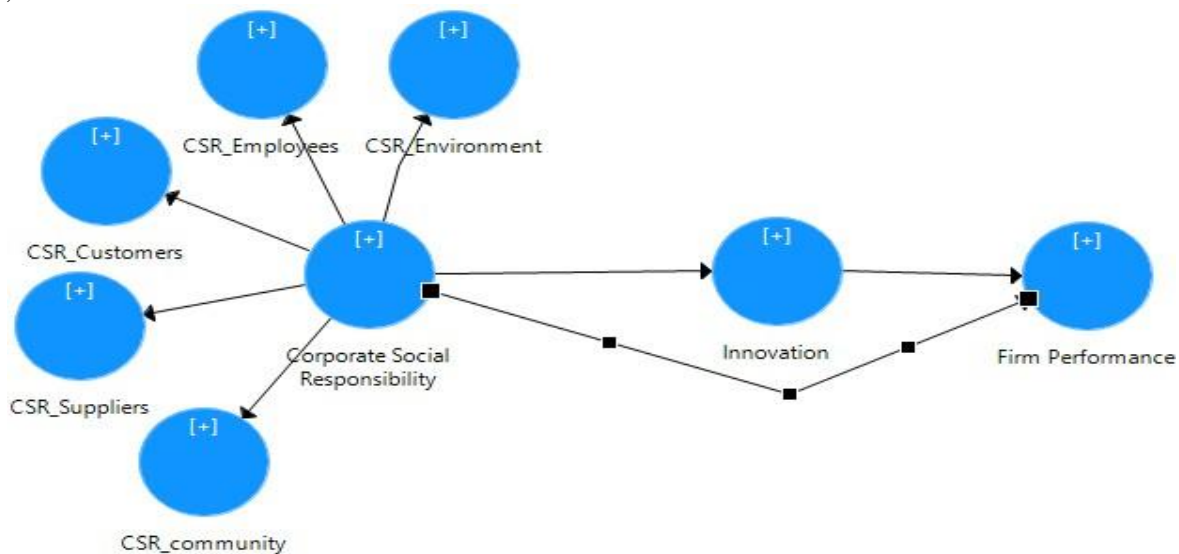 [+]
[+]
CSR_Employees
CSR_Environment
[+]
CSR_Customers
[+]
[+]
[+]
[+]
CSR_Suppliers
Corporate Social
Responsibility
Innovation
Firm Performance
[+]
CSR_community